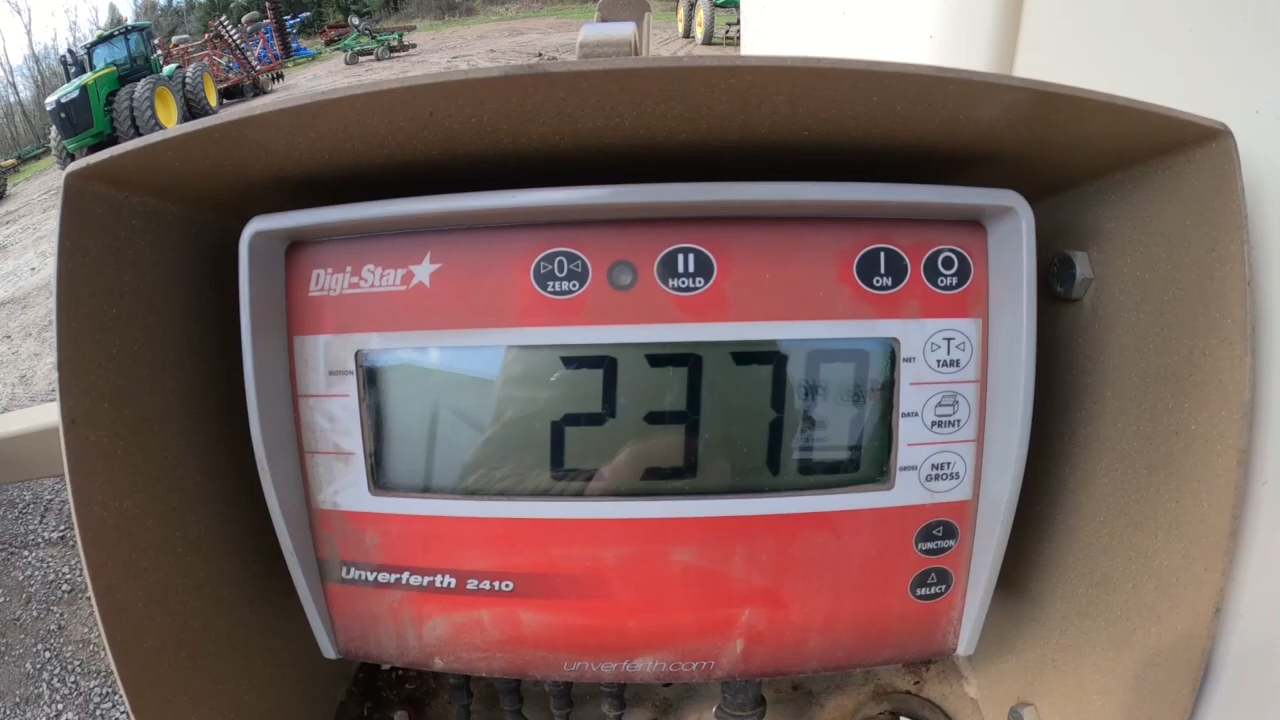 Digi-Star
▷0◁
ZERO
HOLD
ON
OFF
MOTION
2370
NET
▷T◁
TARE
DATA
PRINT
GROSS
NET/
GROSS
FUNCTION
SELECT
Unverferth 2410
unverferth.com